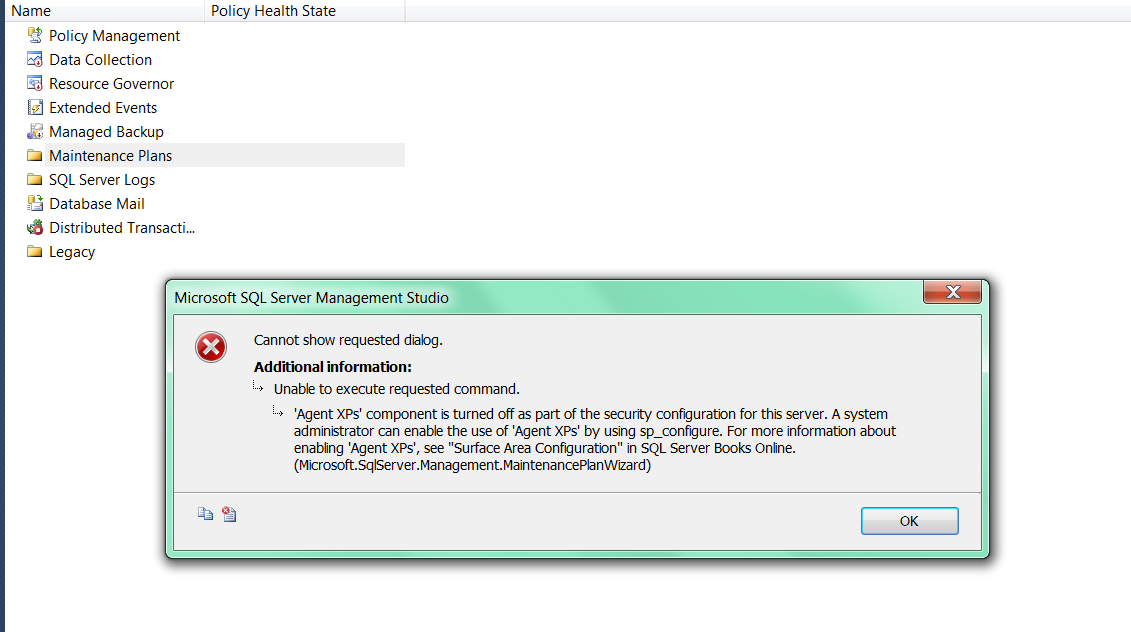 Name Policy Health State
Policy Management
Data Collection
Resource Governor
Extended Events
Managed Backup
Maintenance Plans
SQL Server Logs
Database Mail
Distributed Transacti...
Legacy
Microsoft SQL Server Management Studio
Cannot show requested dialog.
Additional information:
Unable to execute requested command.
'Agent XPs' component is turned off as part of the security configuration for this server. A system
administrator can enable the use of 'Agent XPs' by using sp_configure. For more information about
enabling 'Agent XPs', see "Surface Area Configuration" in SQL Server Books Online.
(Microsoft.SqlServer.Management.MaintenancePlanWizard)
OK